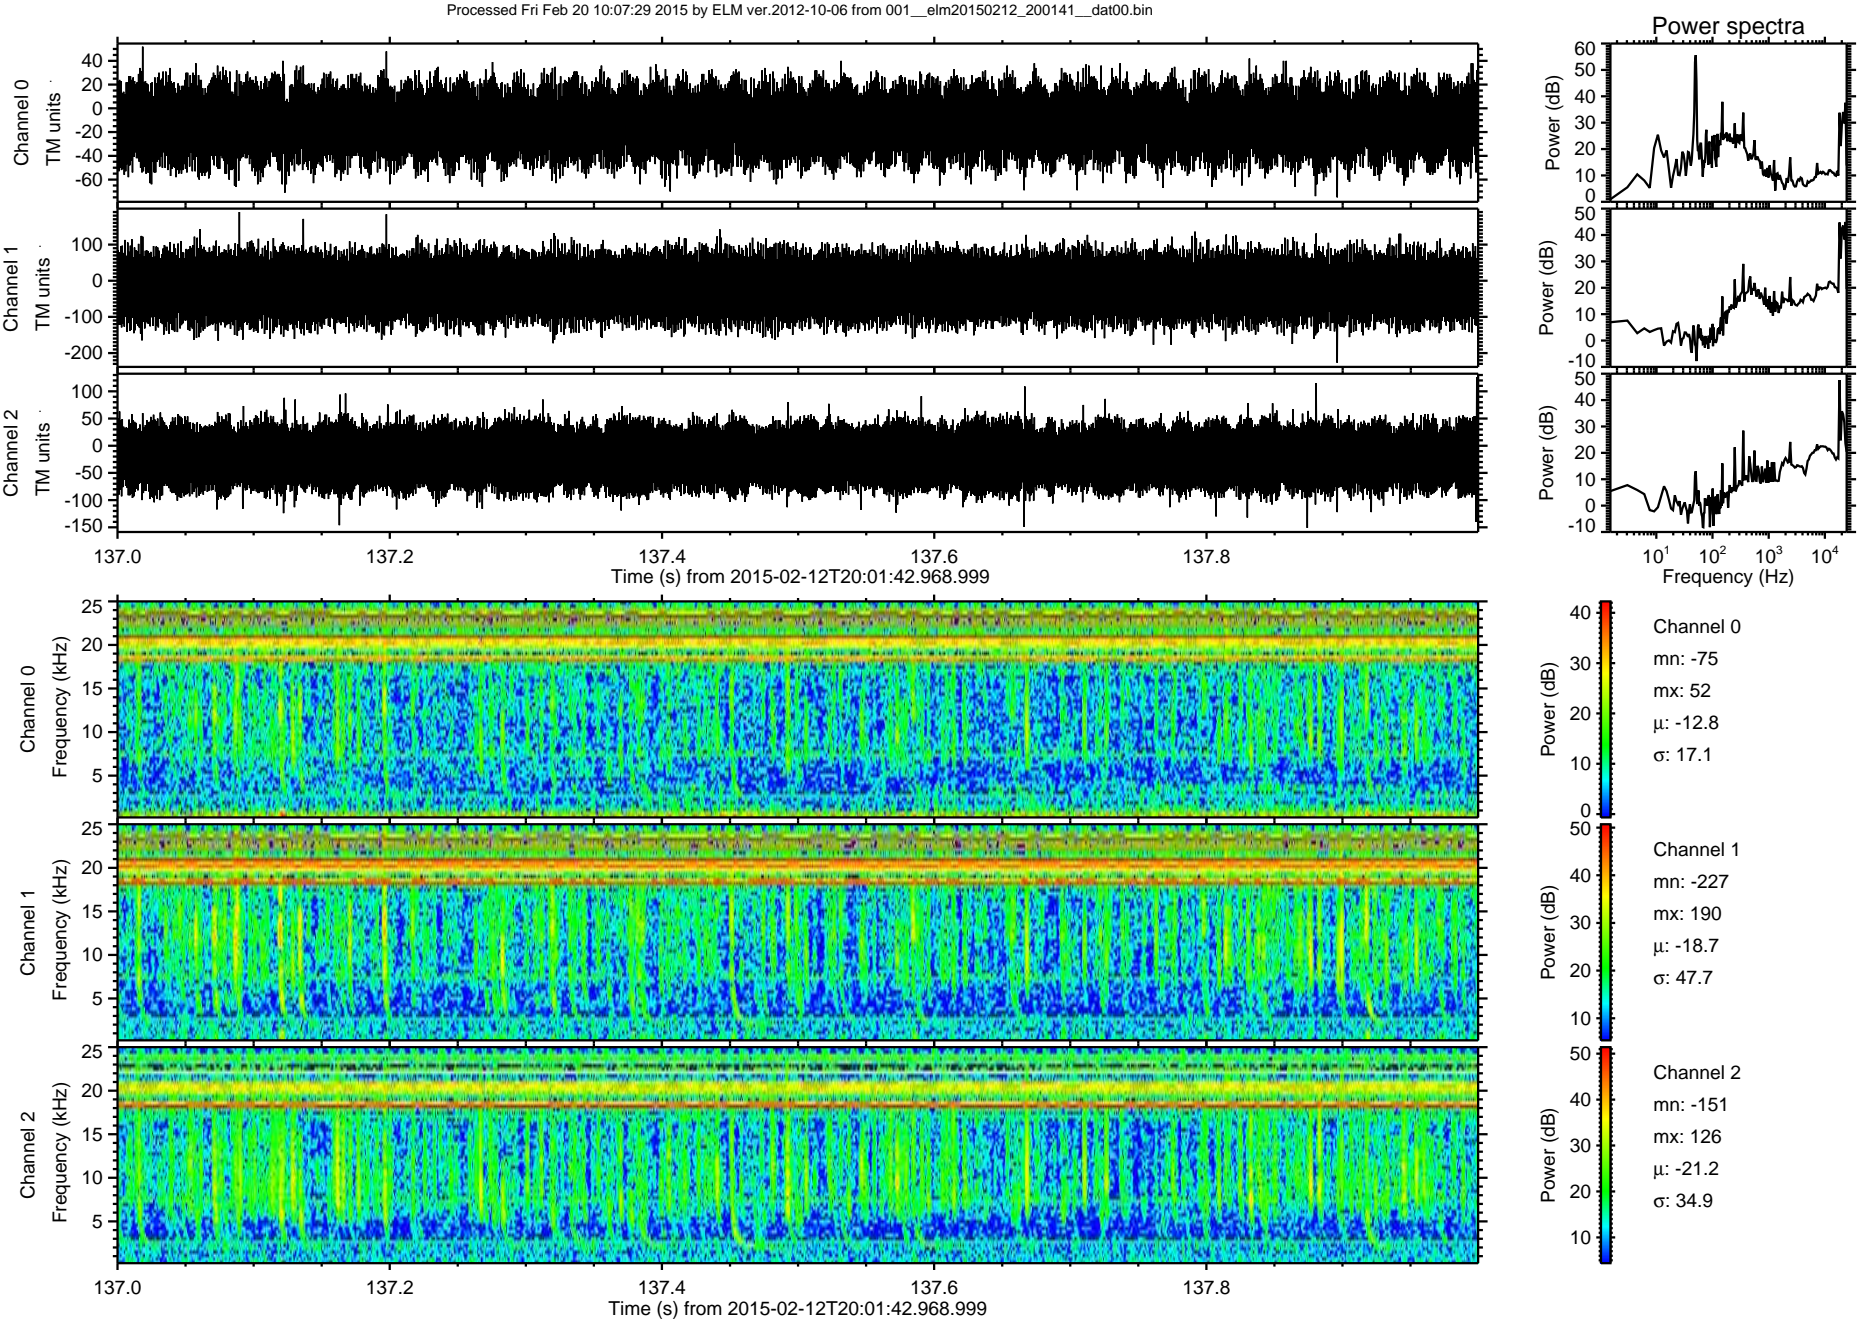 Processed Fri Feb 20 10:07:29 2015 by ELM ver.2012-10-06 from 001__elm20150212_200141__dat00.bin
Power spectra
Channel 0
TM units
40
20
0
-20
-40
-60
Power (dB)
60
50
40
30
20
10
0
Channel 1
TM units
100
0
-100
-200
Power (dB)
50
40
30
20
10
0
-10
Channel 2
TM units
100
50
0
-50
-100
-150
Power (dB)
50
40
30
20
10
0
-10
137.0 137.2 137.4 137.6 137.8
Time (s) from 2015-02-12T20:01:42.968.999
10¹ 10² 10³ 10⁴
Frequency (Hz)
Channel 0
Frequency (kHz)
25
20
15
10
5
Power (dB)
40
30
20
10
0
Channel 0
mn: -75
mx: 52
µ: -12.8
σ: 17.1
Channel 1
Frequency (kHz)
25
20
15
10
5
Power (dB)
50
40
30
20
10
Channel 1
mn: -227
mx: 190
µ: -18.7
σ: 47.7
Channel 2
Frequency (kHz)
25
20
15
10
5
Power (dB)
50
40
30
20
10
Channel 2
mn: -151
mx: 126
µ: -21.2
σ: 34.9
137.0 137.2 137.4 137.6 137.8
Time (s) from 2015-02-12T20:01:42.968.999